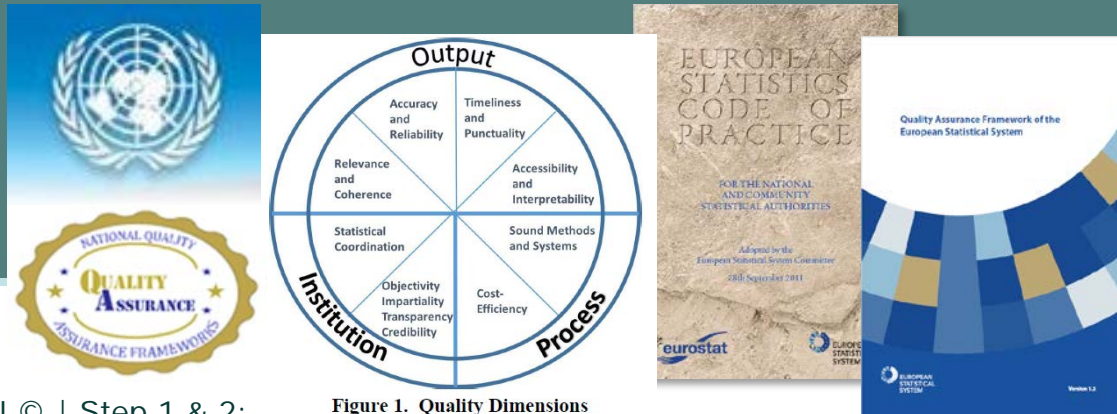 NATIONAL QUALITY
QUALITY
ASSURANCE
ASSURANCE FRAMEWORKS
Output
Accuracy
and
Reliability
Timeliness
and
Punctuality
Relevance
and
Coherence
Accessibility
and
Interpretability
Statistical
Coordination
Sound Methods
and Systems
Objectivity
Impartiality
Transparency
Credibility
Cost-
Efficiency
Institution
Process
Figure 1. Quality Dimensions
EUROPEAN
STATISTICS
CODE OF
PRACTICE
FOR THE NATIONAL
AND COMMUNITY
STATISTICAL AUTHORITIES
Adopted by the
European Statistical System Committee
28th September 2011
eurostat
Quality Assurance Framework of the
European Statistical System
EUROPEAN
STATISTICAL
SYSTEM
Version 1.2
© | Step 1 & 2: